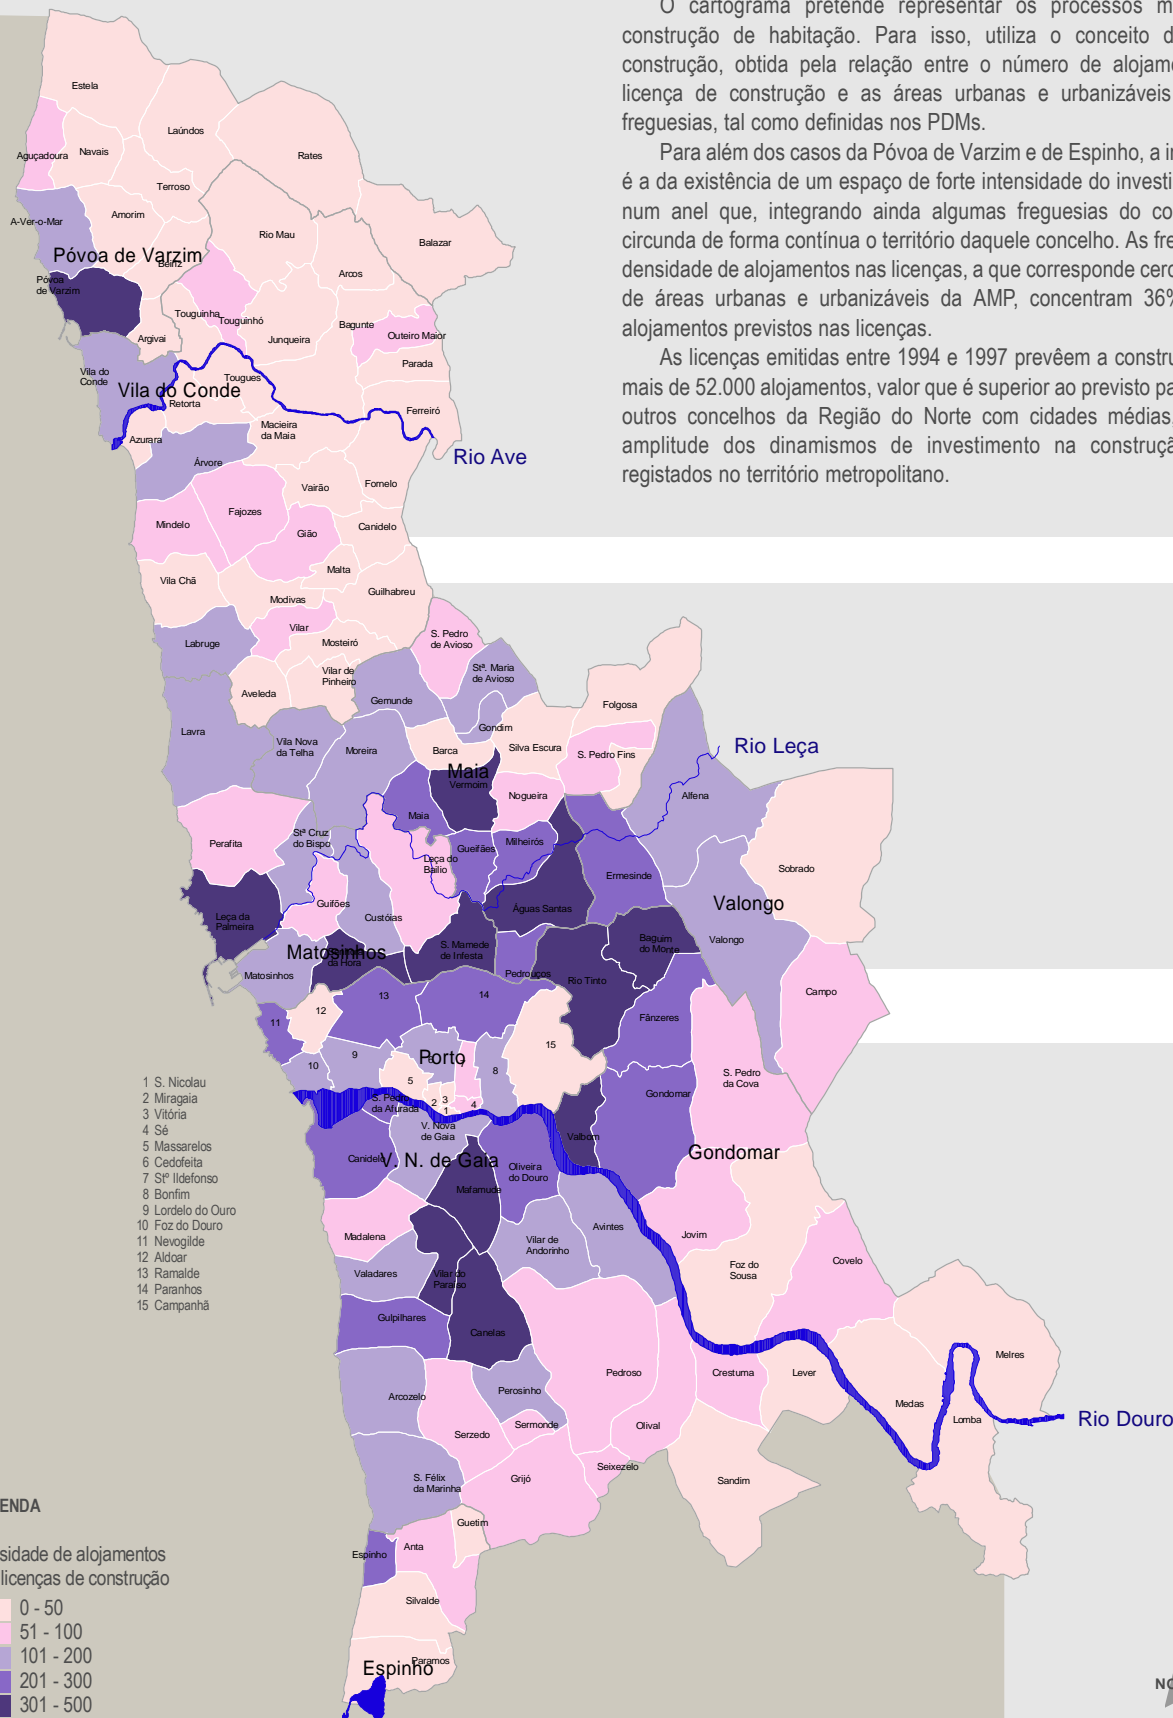 O cartograma pretende representar os processos
construção de habitação. Para isso, utiliza o conceito
construção, obtida pela relação entre o número de
licença de construção e as áreas urbanas e urbanizáveis
freguesias, tal como definidas nos PDMs.
Para além dos casos da Póvoa de Varzim e de Espinho, a
é a da existência de um espaço de forte intensidade do
num anel que, integrando ainda algumas freguesias do
circunda de forma contínua o território daquele concelho. As
densidade de alojamentos nas licenças, a que corresponde
de áreas urbanas e urbanizáveis da AMP, concentram 36%
alojamentos previstos nas licenças.
As licenças emitidas entre 1994 e 1997 prevêem a
mais de 52.000 alojamentos, valor que é superior ao previsto
outros concelhos da Região do Norte com cidades médias
amplitude dos dinamismos de investimento na
registados no território metropolitano.
Estela
Laúndos
Aguçadoura
Navais
Rates
Terroso
A-Ver-o-Mar
Amorim
Rio Mau
Balazar
Póvoa de Varzim
Beiriz
Arcos
Póvoa
de Varzim
Touguinha
Touguinhó
Bagunte
Outeiro Maior
Argivai
Junqueira
Parada
Vila do
Conde
Vila do Conde
Tougues
Retorta
Ferreiró
Azurara
Macieira
da Maia
Rio Ave
Árvore
Vairão
Fornelo
Mindelo
Fajozes
Gião
Canidelo
Vila Chã
Malta
Modivas
Guilhabreu
Vilar
Labruge
Mosteiró
S. Pedro
de Avioso
Vilar de
Pinheiro
Stª. Maria
de Avioso
Aveleda
Gemunde
Folgosa
Lavra
Vila Nova
da Telha
Moreira
Gondim
Barca
Silva Escura
S. Pedro Fins
Rio Leça
Maia
Vermoim
Nogueira
Alfena
Maia
Perafita
Stª Cruz
do Bispo
Gueifães
Milheirós
Leça do
Bailio
Ermesinde
Sobrado
Guifões
Valongo
Leça da
Palmeira
Custóias
Águas Santas
Matosinhos
Senhora
da Hora
S. Mamede
de Infesta
Baguim
do Monte
Valongo
Matosinhos
Pedrouços
Rio Tinto
Campo
13
14
11
12
Fânzeres
15
9
Porto
6
7
10
8
S. Pedro
da Cova
5
Gondomar
S. Pedro
da Afurada
2
3
1
4
1 S. Nicolau
2 Miragaia
3 Vitória
4 Sé
5 Massarelos
6 Cedofeita
7 Stº Ildefonso
8 Bonfim
9 Lordelo do Ouro
10 Foz do Douro
11 Nevogilde
12 Aldoar
13 Ramalde
14 Paranhos
15 Campanhã
V. Nova
de Gaia
Valbom
Gondomar
Canidelo
V. N. de Gaia
Oliveira
do Douro
Mafamude
Avintes
Madalena
Vilar de
Andorinho
Jovim
Foz do
Sousa
Covelo
Valadares
Vilar do
Paraíso
Gulpilhares
Canelas
Melres
Pedroso
Crestuma
Lever
Arcozelo
Perosinho
Medas
Lomba
Rio Douro
Sermonde
Serzedo
Olival
Seixezelo
Sandim
S. Félix
da Marinha
Grijó
Guetim
Espinho
Anta
Silvalde
Paramos
Espinho
ENDA
sidade de alojamentos
licenças de construção
0 - 50
51 - 100
101 - 200
201 - 300
301 - 500